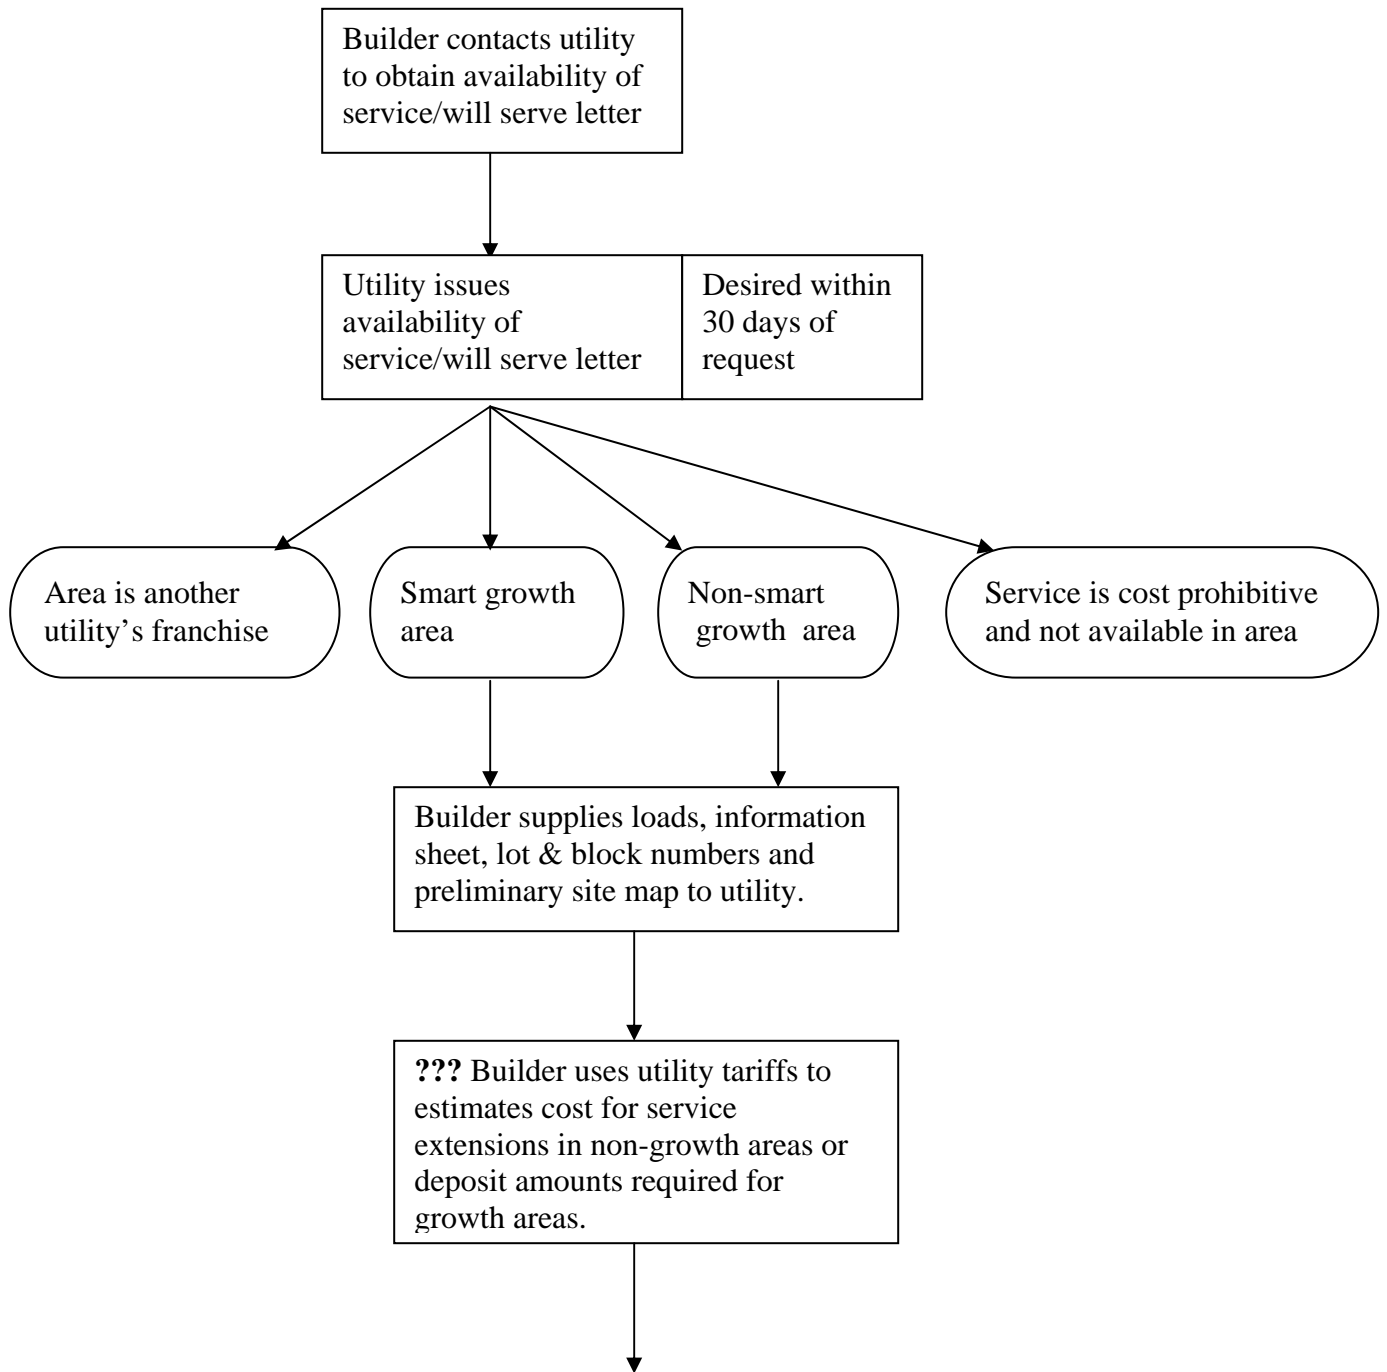 Builder contacts utility
to obtain availability of
service/will serve letter
Utility issues
availability of
service/will serve letter
Desired within
30 days of
request
Area is another
utility’s franchise
Smart growth
area
Non-smart
growth area
Service is cost prohibitive
and not available in area
Builder supplies loads, information
sheet, lot & block numbers and
preliminary site map to utility.
??? Builder uses utility tariffs to
estimates cost for service
extensions in non-growth areas or
deposit amounts required for
growth areas.